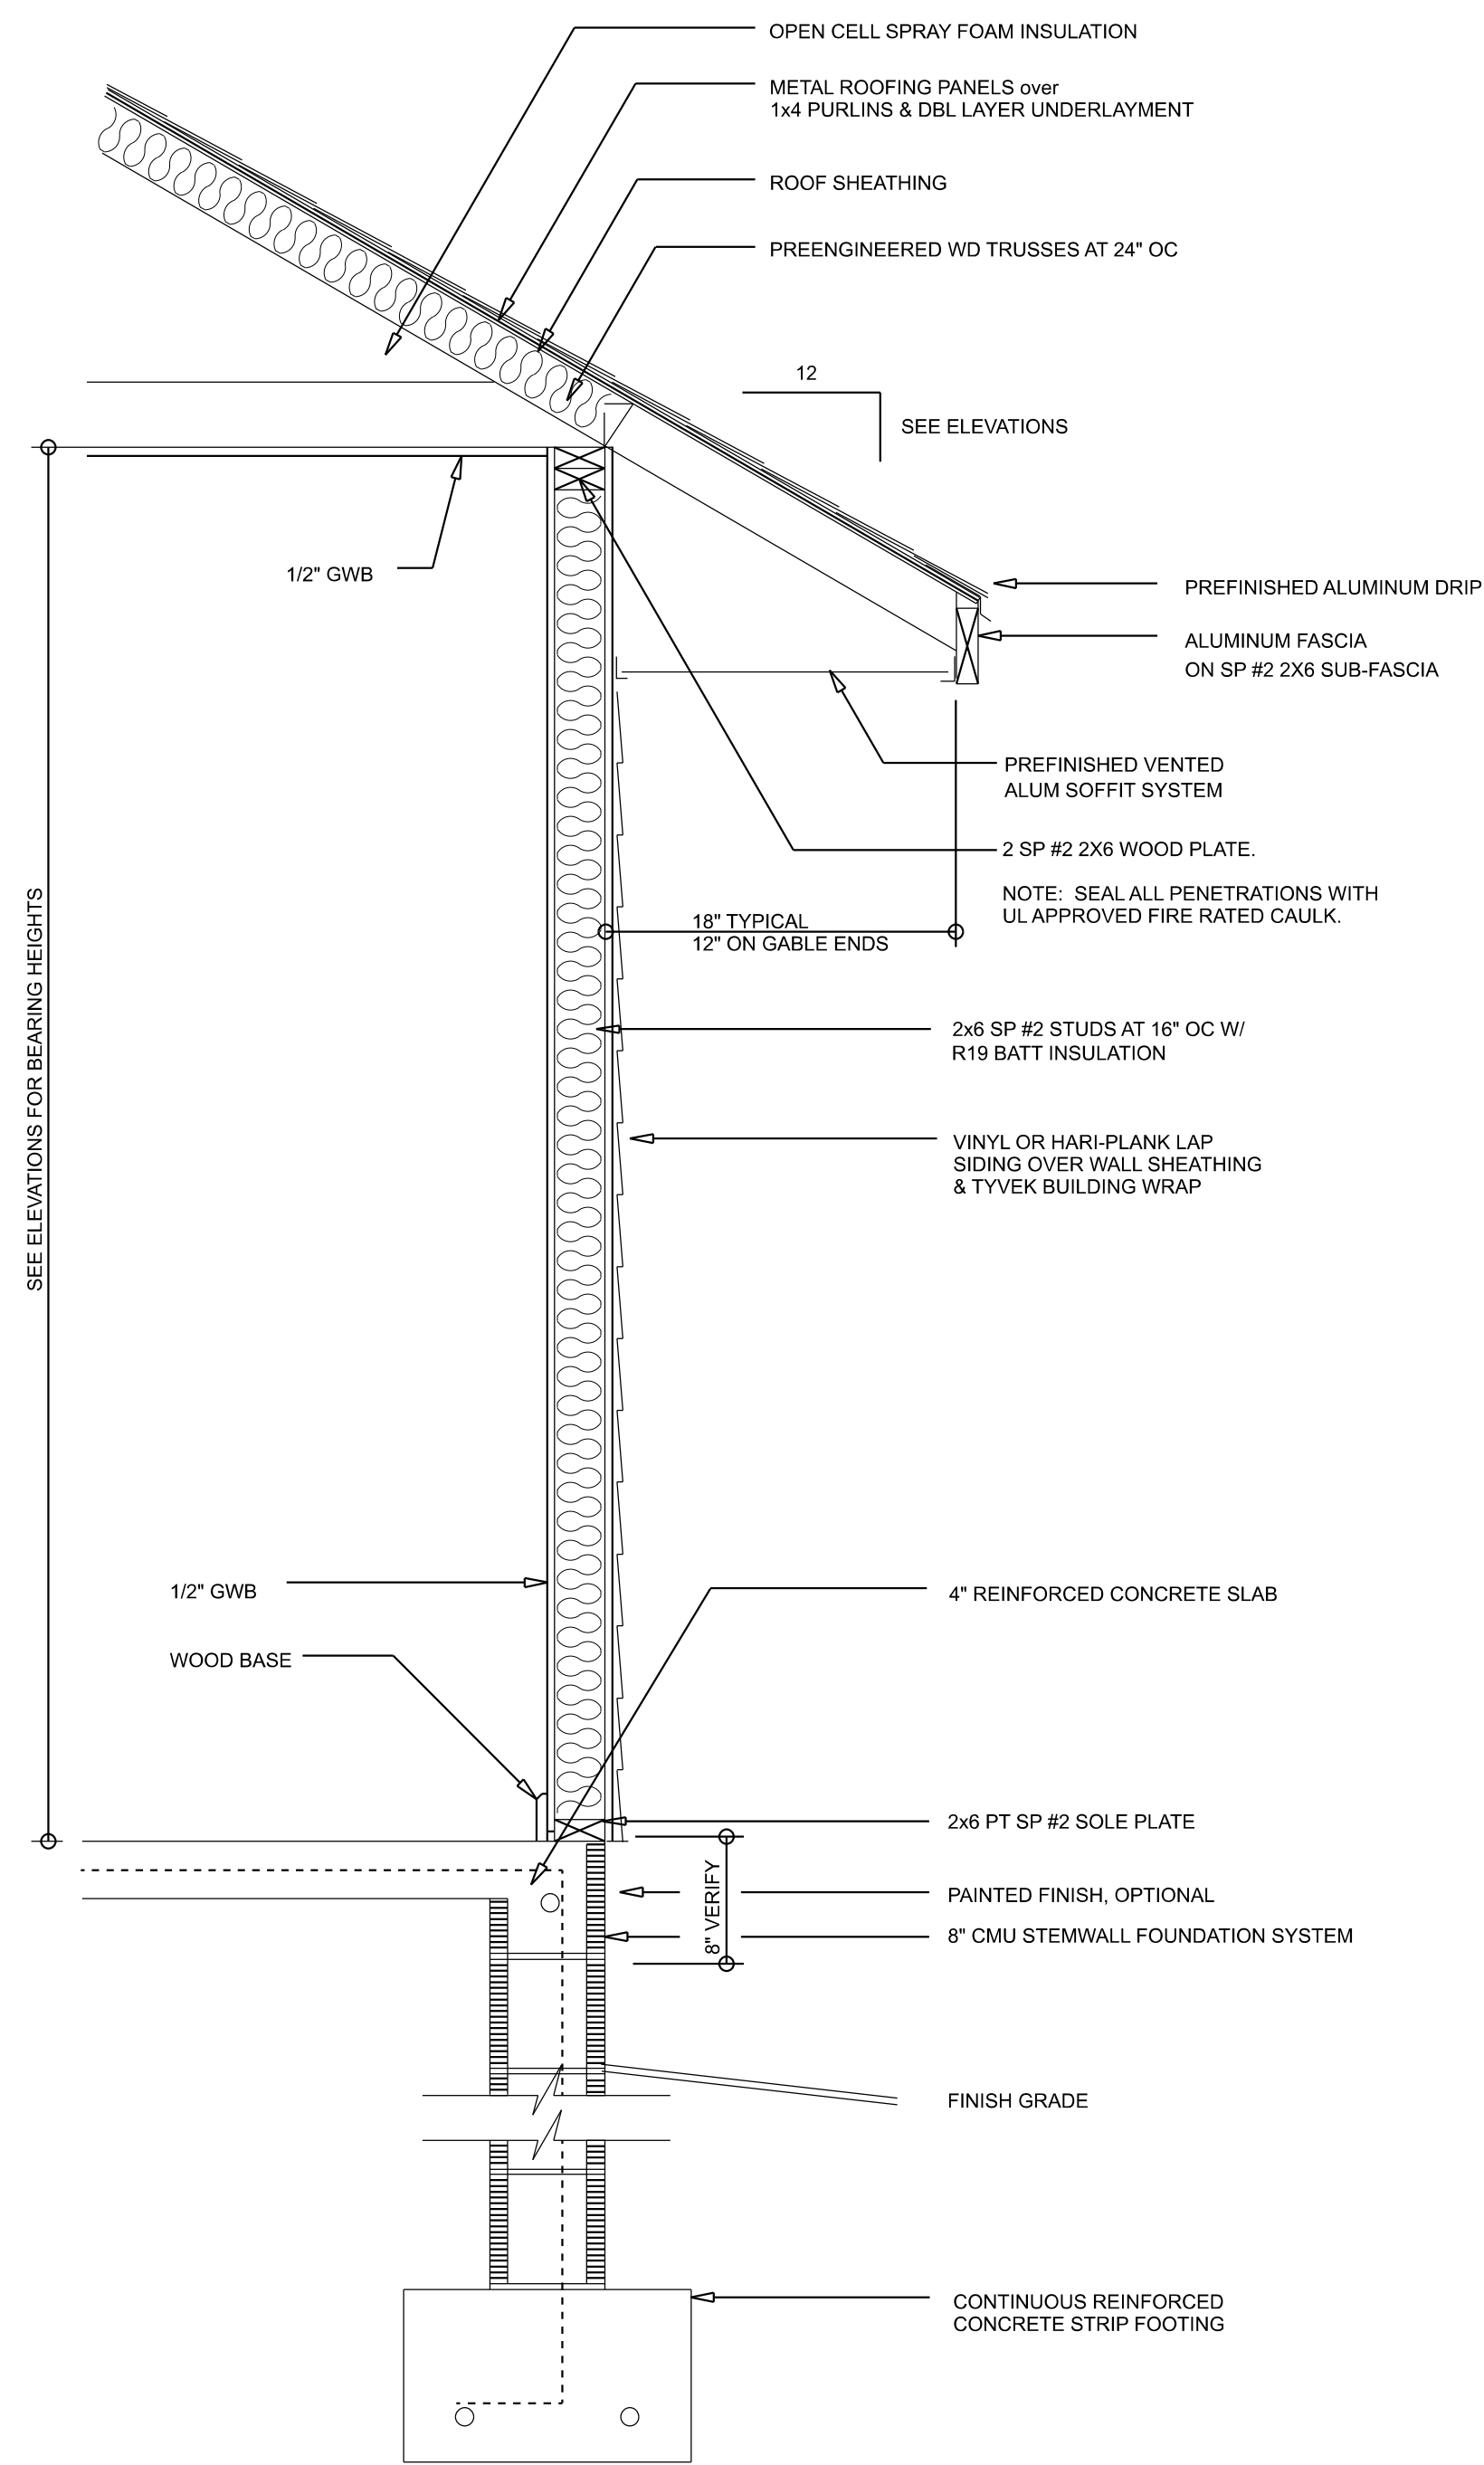 OPEN CELL SPRAY FOAM INSULATION
METAL ROOFING PANELS over
1x4 PURLINS & DBL LAYER UNDERLAYMENT
ROOF SHEATHING
PREENGINEERED WD TRUSSES AT 24" OC
12
SEE ELEVATIONS
1/2" GWB
PREFINISHED ALUMINUM DRIP
ALUMINUM FASCIA
ON SP #2 2X6 SUB-FASCIA
PREFINISHED VENTED
ALUM SOFFIT SYSTEM
2 SP #2 2X6 WOOD PLATE.
NOTE: SEAL ALL PENETRATIONS WITH
UL APPROVED FIRE RATED CAULK.
18" TYPICAL
12" ON GABLE ENDS
SEE ELEVATIONS FOR BEARING HEIGHTS
2x6 SP #2 STUDS AT 16" OC W/
R19 BATT INSULATION
VINYL OR HARI-PLANK LAP
SIDING OVER WALL SHEATHING
& TYVEK BUILDING WRAP
1/2" GWB
4" REINFORCED CONCRETE SLAB
WOOD BASE
2x6 PT SP #2 SOLE PLATE
8" VERIFY
PAINTED FINISH, OPTIONAL
8" CMU STEMWALL FOUNDATION SYSTEM
FINISH GRADE
CONTINUOUS REINFORCED
CONCRETE STRIP FOOTING